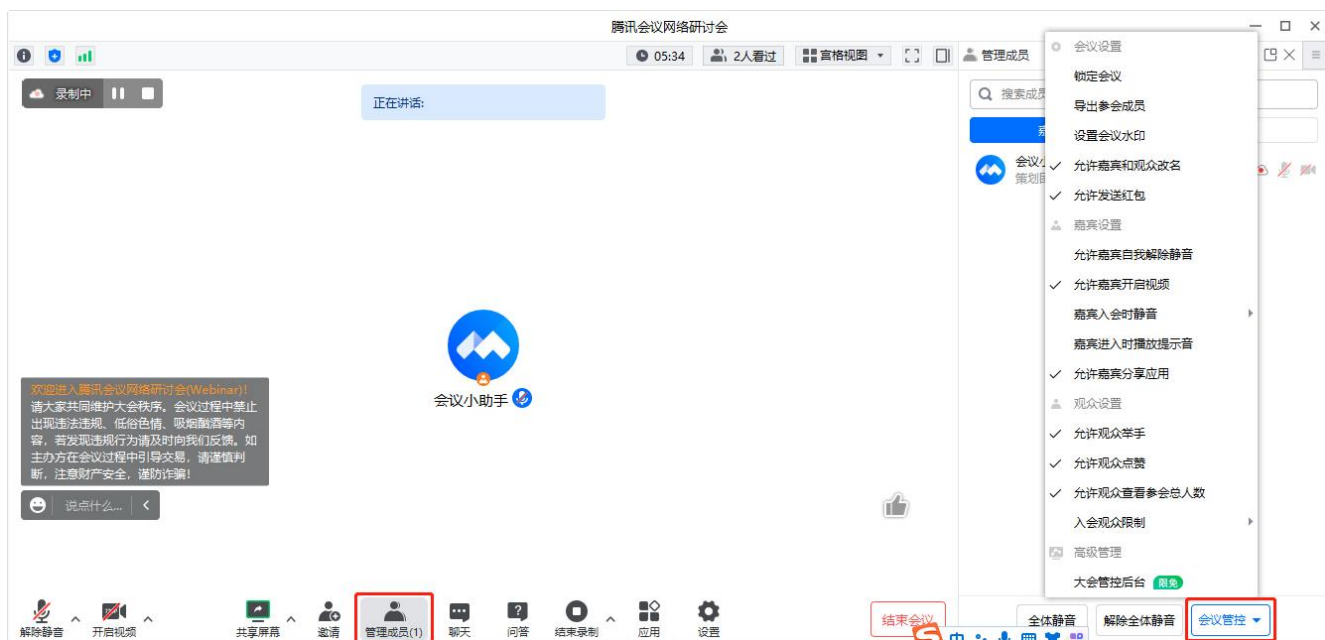 腾讯会议网络研讨会
05:34
2人看过
宫格视图
管理成员
录制中
正在讲话:
搜索成员
会议小
策划
会议设置
锁定会议
导出参会成员
设置会议水印
允许嘉宾和观众改名
允许发送红包
嘉宾设置
允许嘉宾自我解除静音
允许嘉宾开启视频
嘉宾入会时静音
嘉宾进入时播放提示音
允许嘉宾分享应用
观众设置
允许观众举手
允许观众点赞
允许观众查看参会总人数
入会观众限制
高级管理
大会管控后台 限免
会议小助手
欢迎进入腾讯会议网络研讨会(Webinar)!
请大家共同维护大会秩序。会议过程中禁止
出现违法违规、低俗色情、吸烟酗酒等内
容，若发现违规行为请及时向我们反馈。如
主办方在会议过程中引导交易，请谨慎判
断，注意财产安全，谨防诈骗!
说点什么...
解除静音
开启视频
共享屏幕
邀请
管理成员(1)
聊天
问答
结束录制
应用
设置
结束会议
全体静音
解除全体静音
会议管控
中